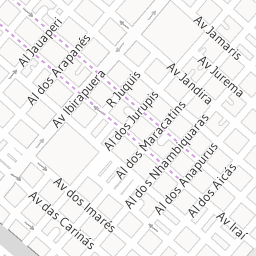 Al Jauaperi
Av Jamaris
Al dos Arapanés
Av Jurema
Av Ibirapuera
R Juquis
Av Jandira
Al dos Jurupis
Al dos Maracatins
Al dos Nhambiquaras
Al dos Anapurus
Al dos Aicás
Av dos Imarés
Av das Carinás
Av Iraí